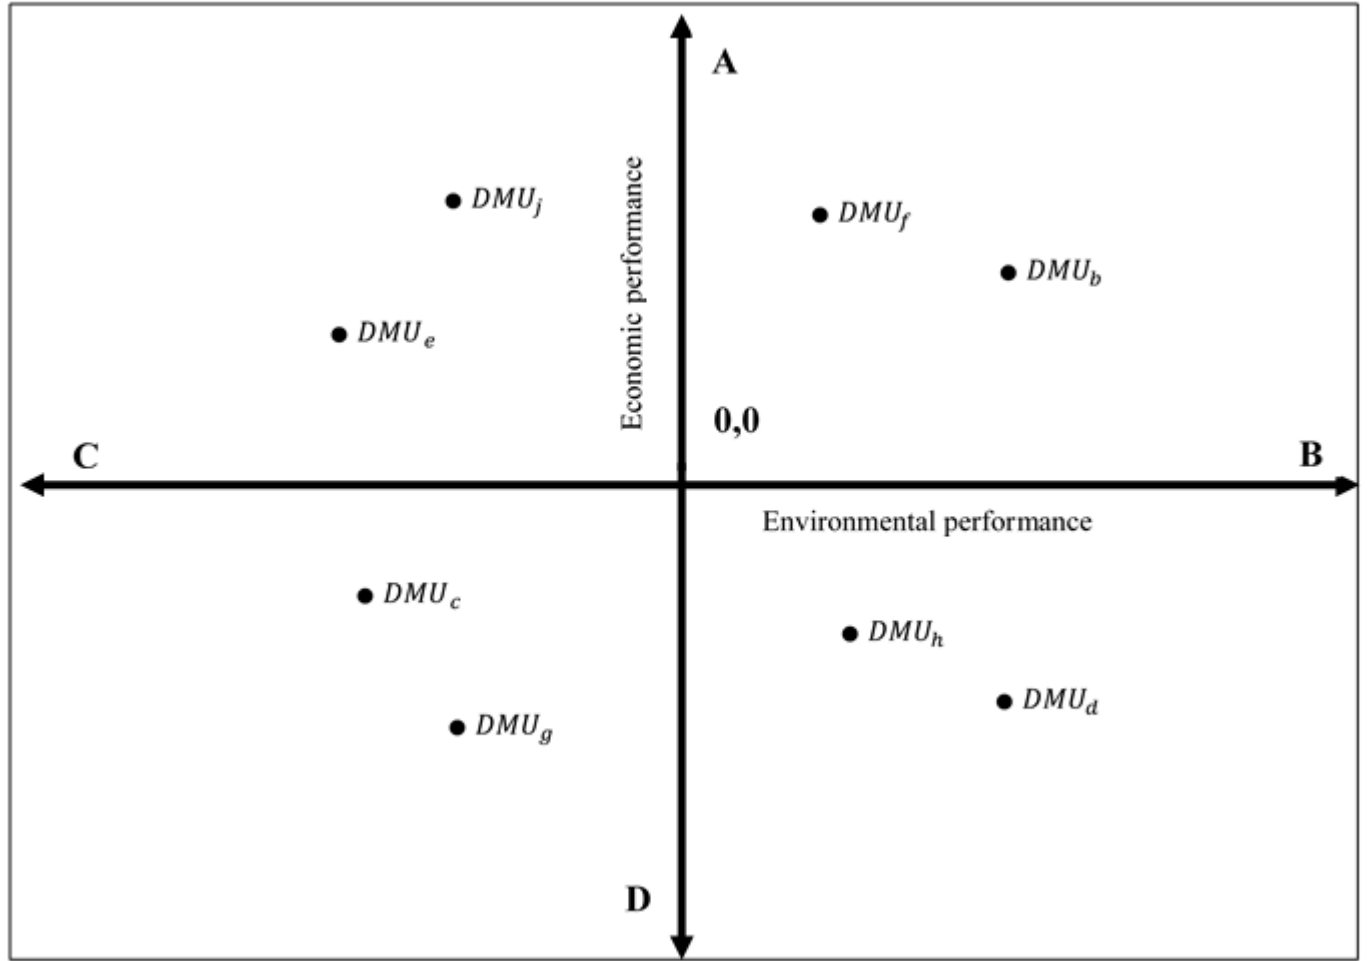 A
Economic performance
DMU_j
DMU_f
DMU_b
DMU_e
0,0
C
B
Environmental performance
DMU_c
DMU_h
DMU_d
DMU_g
D